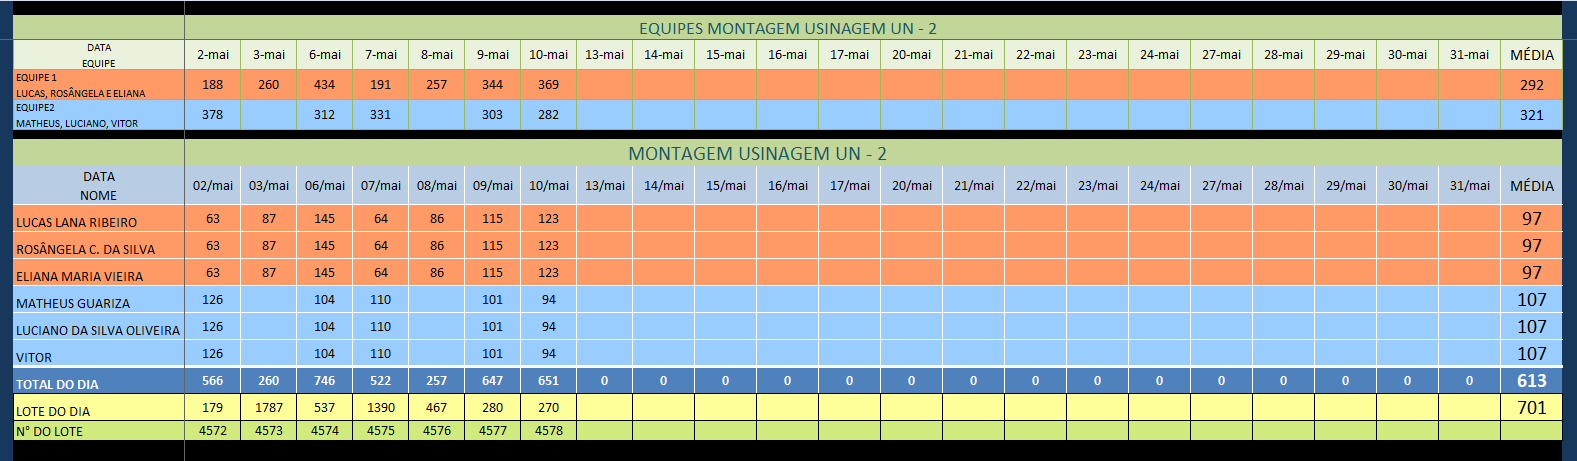 EQUIPES MONTAGEM USINAGEM UN - 2
DATA
EQUIPE
2-mai 3-mai 6-mai 7-mai 8-mai 9-mai 10-mai 13-mai 14-mai 15-mai 16-mai 17-mai 20-mai 21-mai 22-mai 23-mai 24-mai 27-mai 28-mai 29-mai 30-mai 31-mai MÉDIA
EQUIPE 1
LUCAS, ROSÂNGELA E ELIANA
188 260 434 191 257 344 369 292
EQUIPE2
MATHEUS, LUCIANO, VITOR
378 312 331 303 282 321
MONTAGEM USINAGEM UN - 2
DATA
NOME
02/mai 03/mai 06/mai 07/mai 08/mai 09/mai 10/mai 13/mai 14/mai 15/mai 16/mai 17/mai 20/mai 21/mai 22/mai 23/mai 24/mai 27/mai 28/mai 29/mai 30/mai 31/mai MÉDIA
LUCAS LANA RIBEIRO 63 87 145 64 86 115 123 97
ROSÂNGELA C. DA SILVA 63 87 145 64 86 115 123 97
ELIANA MARIA VIEIRA 63 87 145 64 86 115 123 97
MATHEUS GUARIZA 126 104 110 101 94 107
LUCIANO DA SILVA OLIVEIRA 126 104 110 101 94 107
VITOR 126 104 110 101 94 107
TOTAL DO DIA 566 260 746 522 257 647 651 0 0 0 0 0 0 0 0 0 0 0 0 0 0 0 613
LOTE DO DIA 179 1787 537 1390 467 280 270 701
N° DO LOTE 4572 4573 4574 4575 4576 4577 4578